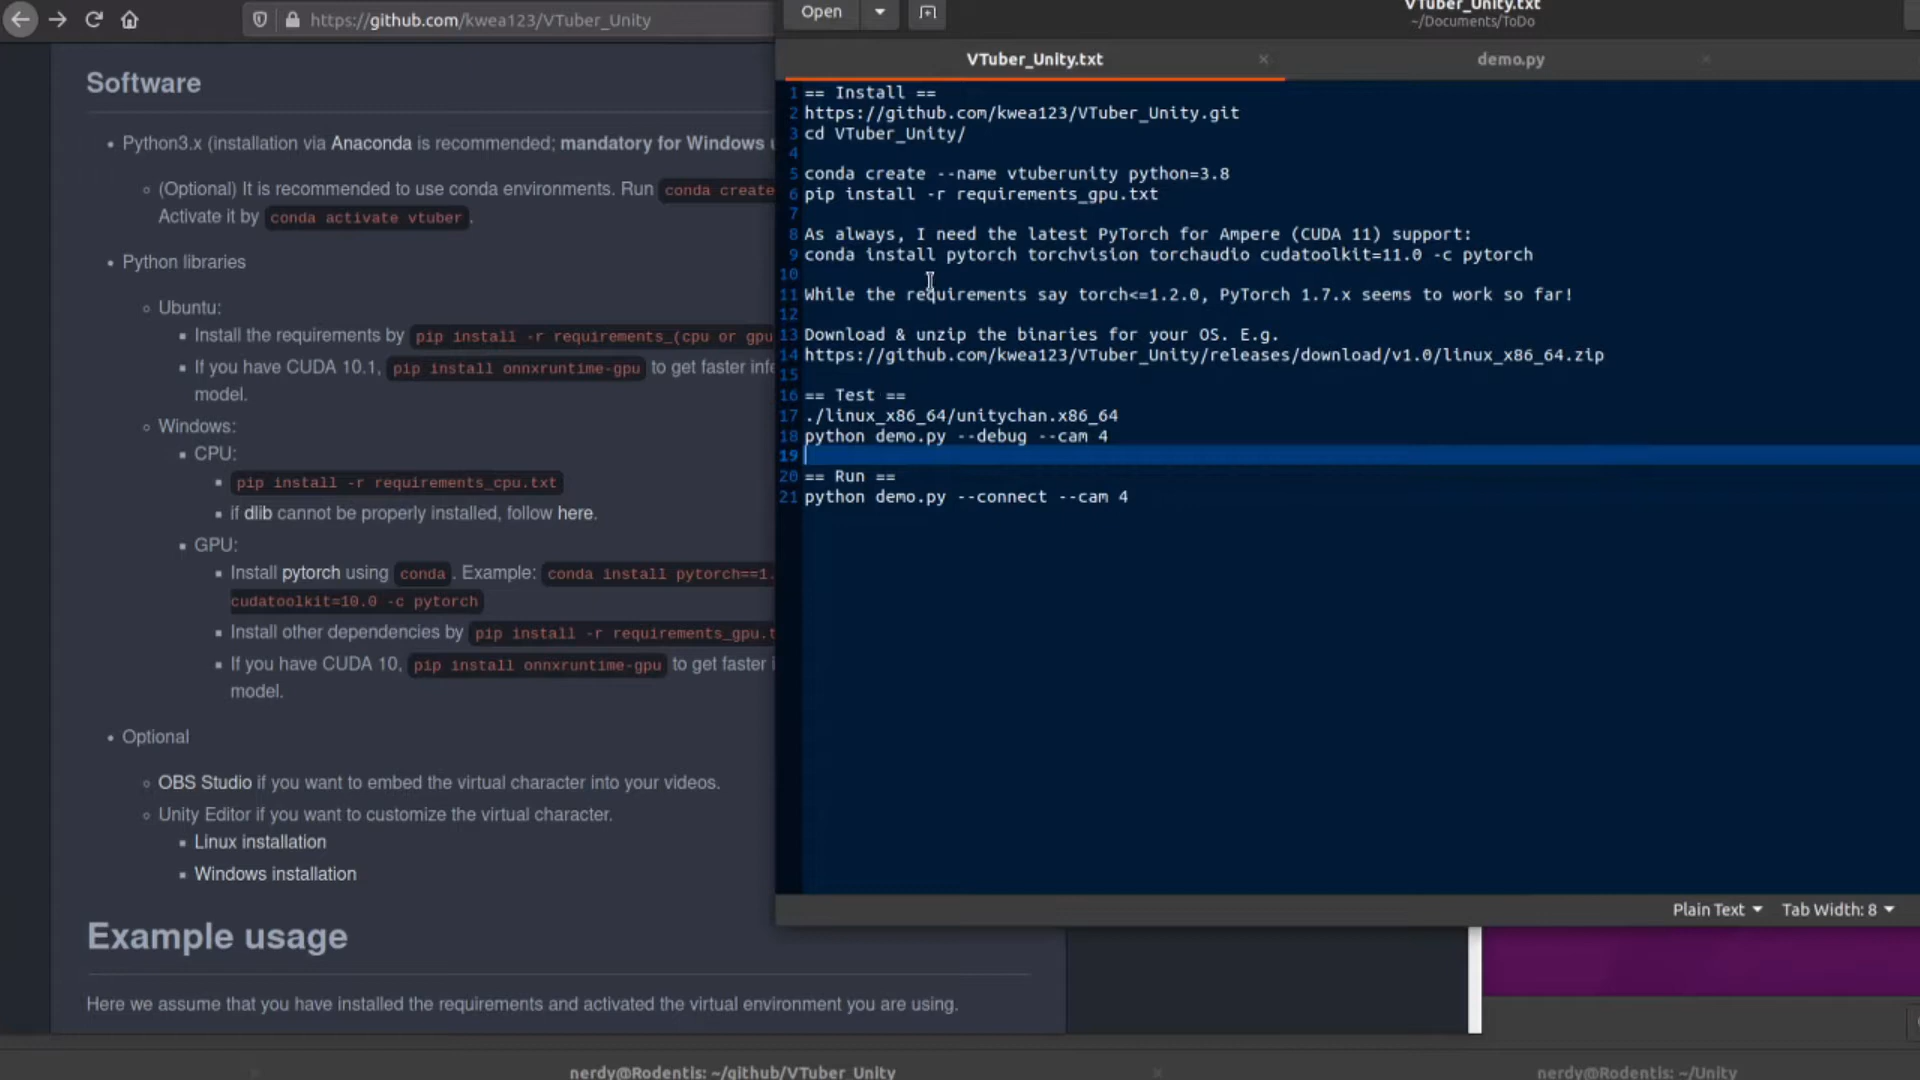 https://github.com/kwea123/VTuber_Unity
Software
Python3.x (installation via Anaconda is recommended; mandatory for Windows
(Optional) It is recommended to use conda environments. Run conda create
Activate it by conda activate vtuber.
Python libraries
Ubuntu:
Install the requirements by pip install -r requirements_(cpu or gpu
If you have CUDA 10.1, pip install onnxruntime-gpu to get faster
model.
Windows:
CPU:
pip install -r requirements_cpu.txt
if dlib cannot be properly installed, follow here.
GPU:
Install pytorch using conda. Example: conda install pytorch==1.
cudatoolkit=10.0 -c pytorch
Install other dependencies by pip install -r requirements_gpu.t
If you have CUDA 10, pip install onnxruntime-gpu to get faster
model.
Optional
OBS Studio if you want to embed the virtual character into your videos.
Unity Editor if you want to customize the virtual character.
Linux installation
Windows installation
Example usage
Here we assume that you have installed the requirements and activated the virtual environment you are using.
Open
VTuber_Unity.txt
~/Documents/ToDo
VTuber_Unity.txt
demo.py
1 == Install ==
2 https://github.com/kwea123/VTuber_Unity.git
3 cd VTuber_Unity/
4
5 conda create --name vtuberunity python=3.8
6 pip install -r requirements_gpu.txt
7
8 As always, I need the latest PyTorch for Ampere (CUDA 11) support:
9 conda install pytorch torchvision torchaudio cudatoolkit=11.0 -c pytorch
10
11 While the requirements say torch<=1.2.0, PyTorch 1.7.x seems to work so far!
12
13 Download & unzip the binaries for your OS. E.g.
14 https://github.com/kwea123/VTuber_Unity/releases/download/v1.0/linux_x86_64.zip
15
16 == Test ==
17 ./linux_x86_64/unitychan.x86_64
18 python demo.py --debug --cam 4
19
20 == Run ==
21 python demo.py --connect --cam 4
Plain Text
Tab Width: 8
nerdy@Rodentis: ~/github/VTuber_Unity
nerdy@Rodentis: ~/Unity